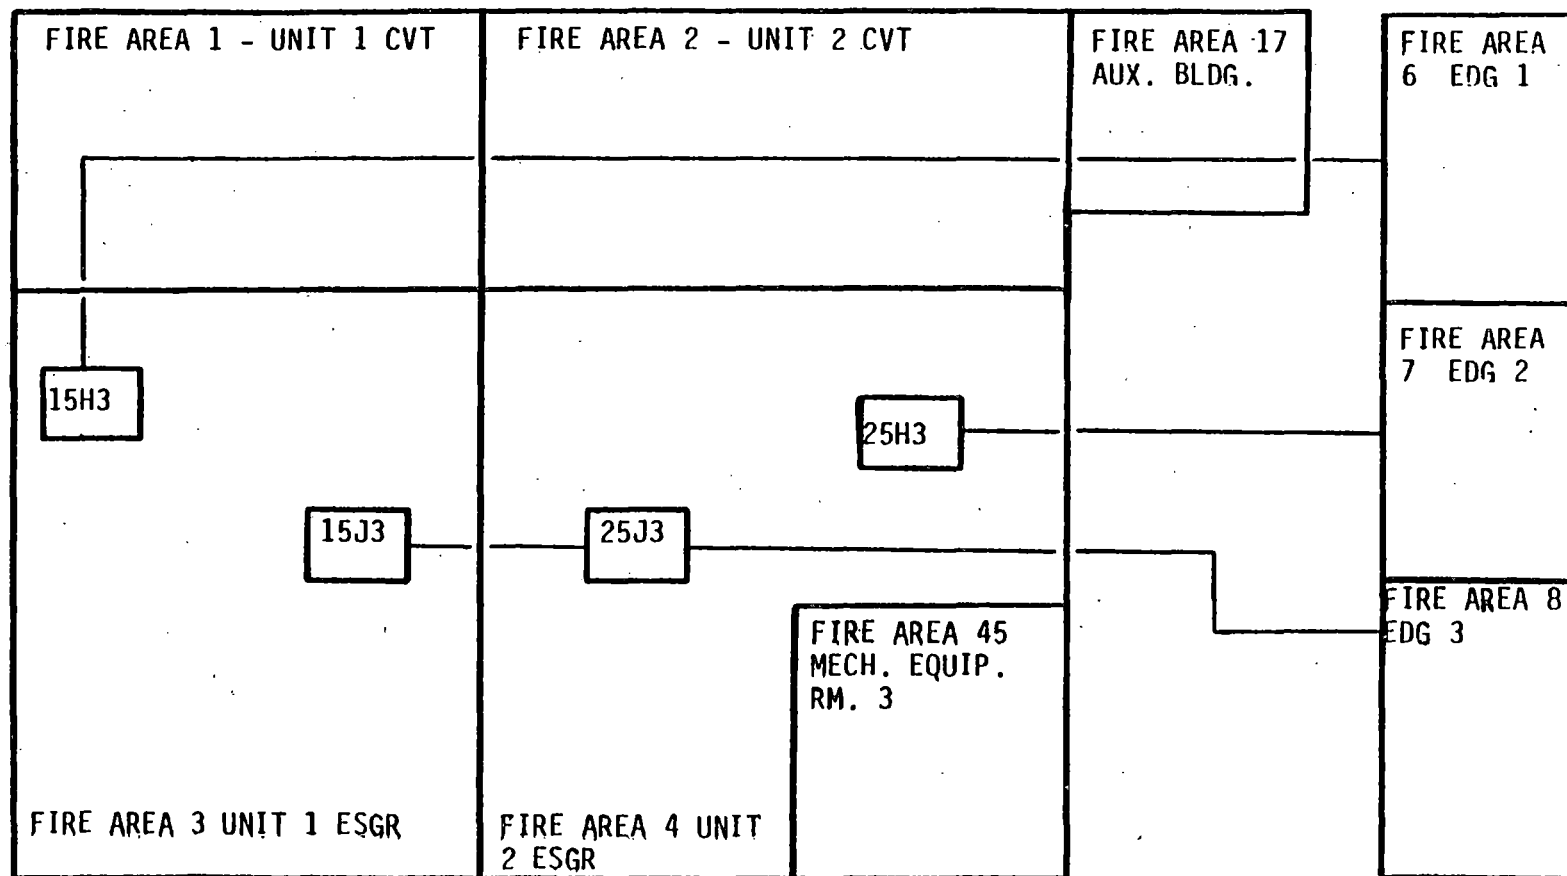 FIRE AREA 1 - UNIT 1 CVT
FIRE AREA 2 - UNIT 2 CVT
FIRE AREA 17
AUX. BLDG.
FIRE AREA
6 EDG 1
15H3
FIRE AREA
7 EDG 2
25H3
15J3
25J3
FIRE AREA 8
EDG 3
FIRE AREA 45
MECH. EQUIP.
RM. 3
FIRE AREA 3 UNIT 1 ESGR
FIRE AREA 4 UNIT
2 ESGR